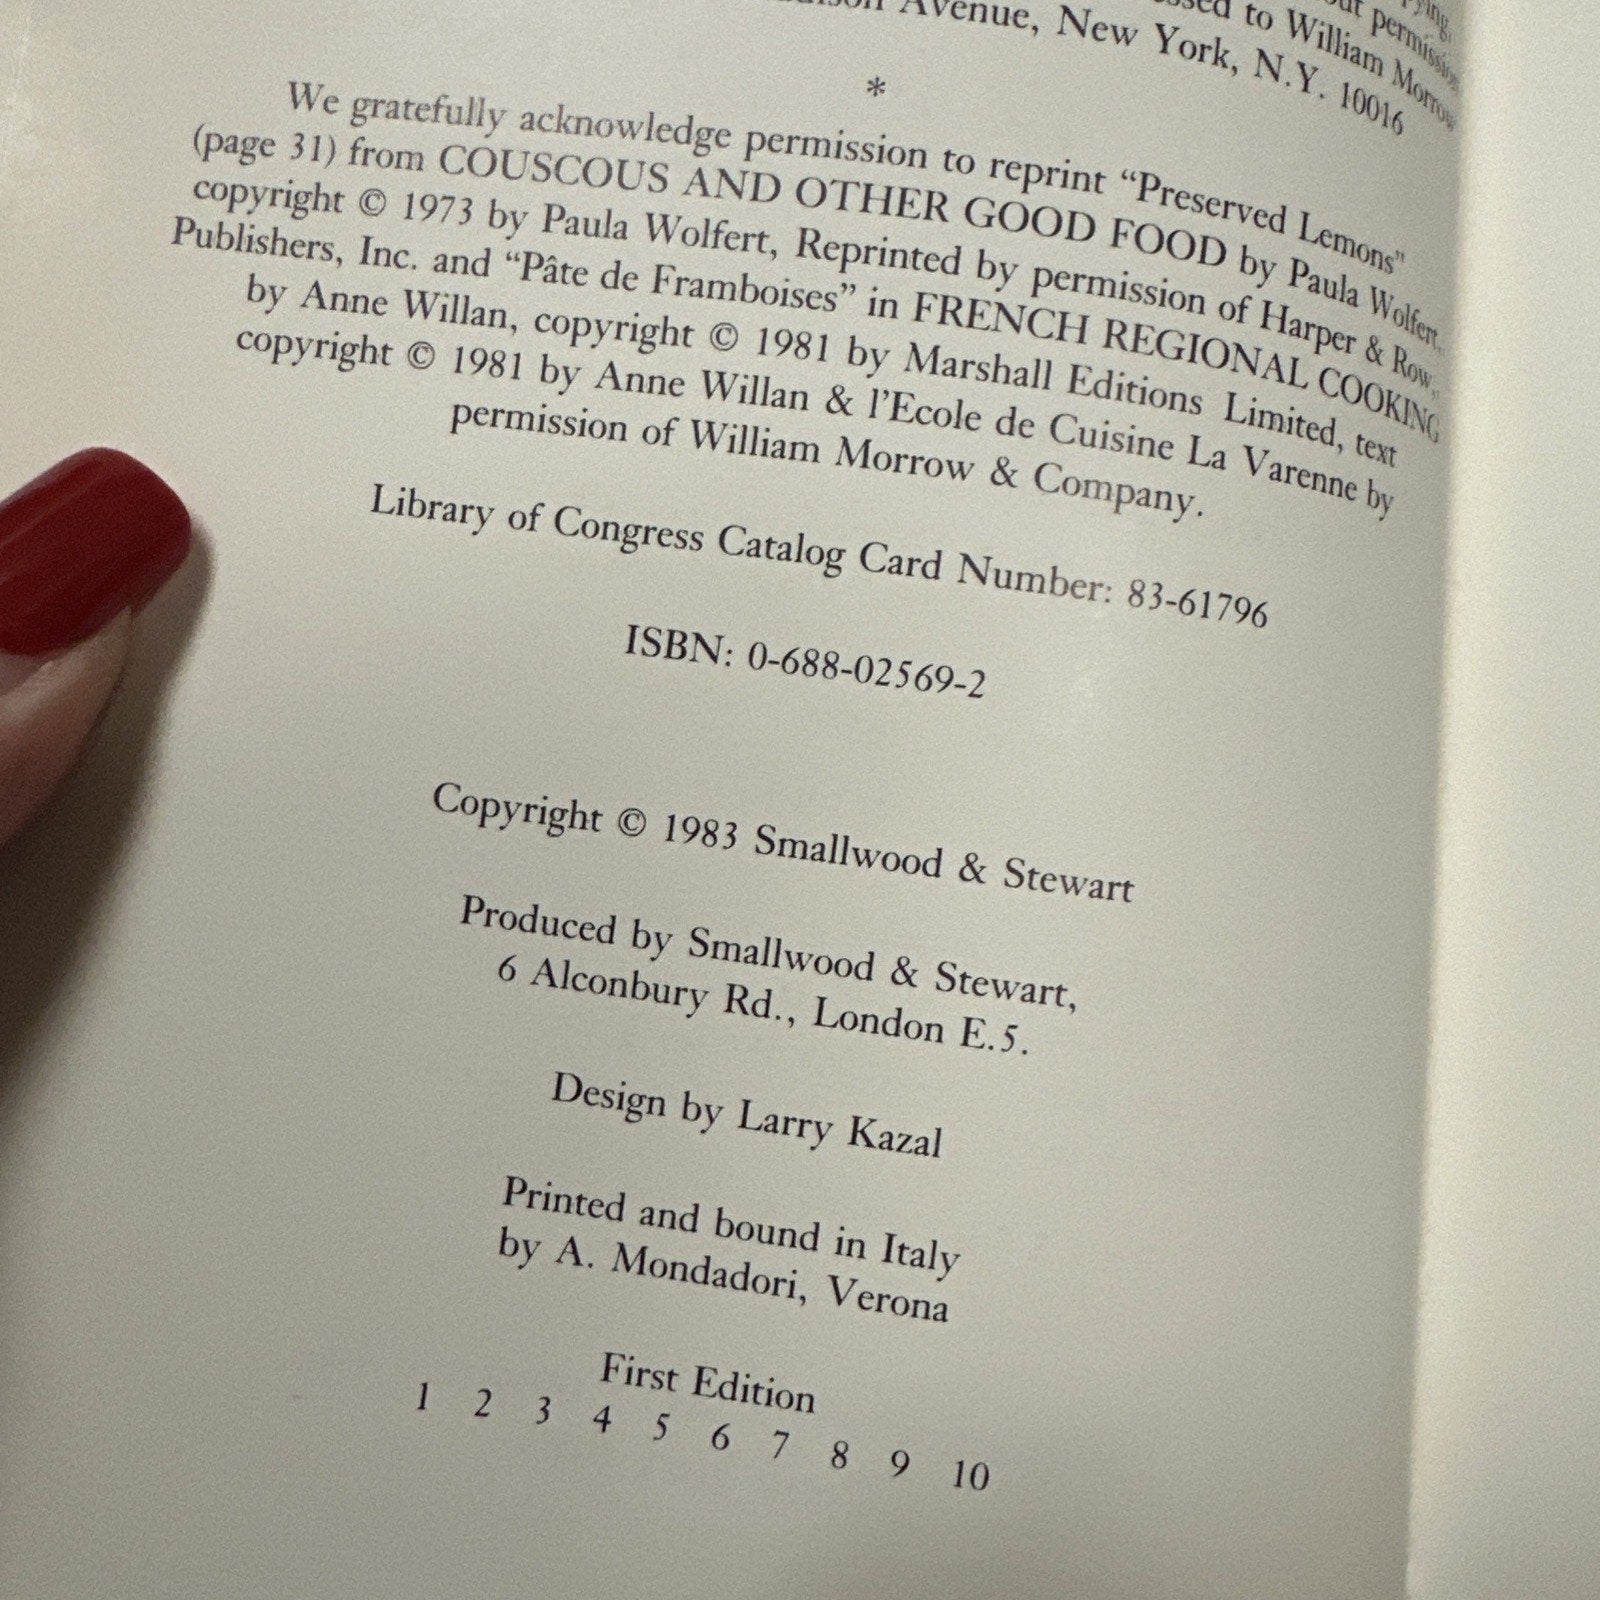 out permission
ssed to William Morrow
Avenue, New York, N.Y. 10016
*
We gratefully acknowledge permission to reprint “Preserved Lemons”
(page 31) from COUSCOUS AND OTHER GOOD FOOD by Paula Wolfert,
copyright © 1973 by Paula Wolfert, Reprinted by permission of Harper & Row,
Publishers, Inc. and “Pâte de Framboises” in FRENCH REGIONAL COOKING
by Anne Willan, copyright © 1981 by Marshall Editions Limited, text
copyright © 1981 by Anne Willan & l’Ecole de Cuisine La Varenne by
permission of William Morrow & Company.
Library of Congress Catalog Card Number: 83-61796
ISBN: 0-688-02569-2
Copyright © 1983 Smallwood & Stewart
Produced by Smallwood & Stewart,
6 Alconbury Rd., London E.5.
Design by Larry Kazal
Printed and bound in Italy
by A. Mondadori, Verona
First Edition
1 2 3 4 5 6 7 8 9 10